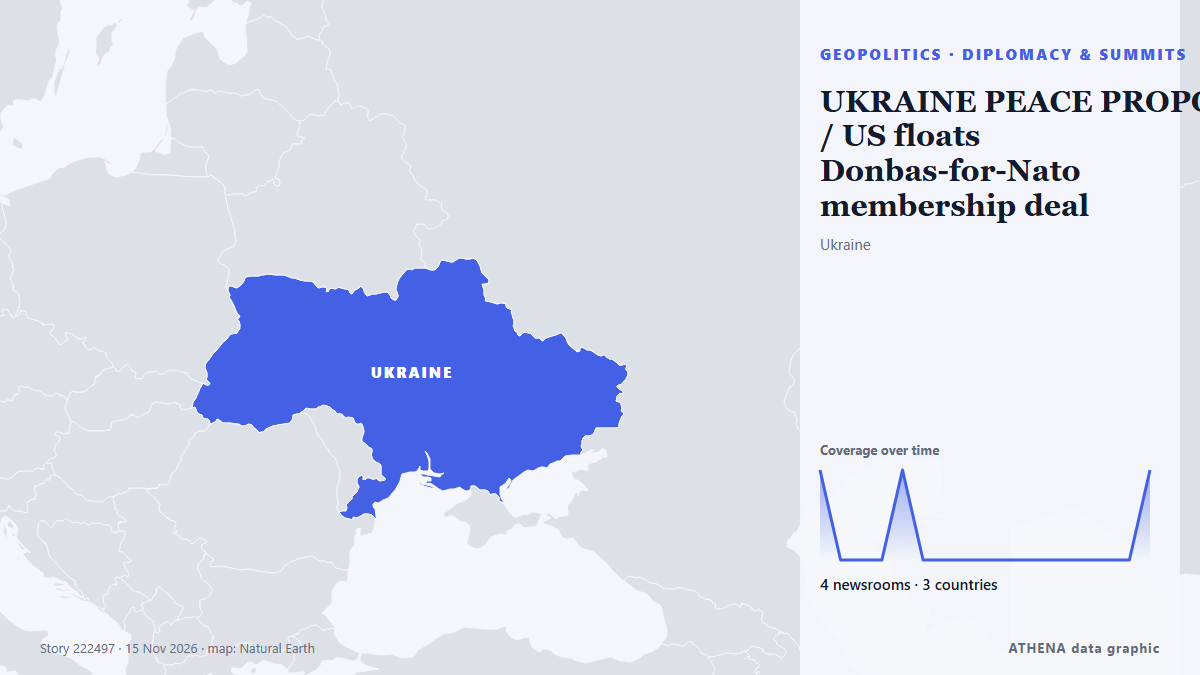 GEOPOLITICS · DIPLOMACY & SUMMITS
UKRAINE PEACE PROPO
/ US floats
Donbas-for-Nato
membership deal
Ukraine
UKRAINE
Coverage over time
4 newsrooms · 3 countries
Story 222497 · 15 Nov 2026 · map: Natural Earth
ATHENA data graphic